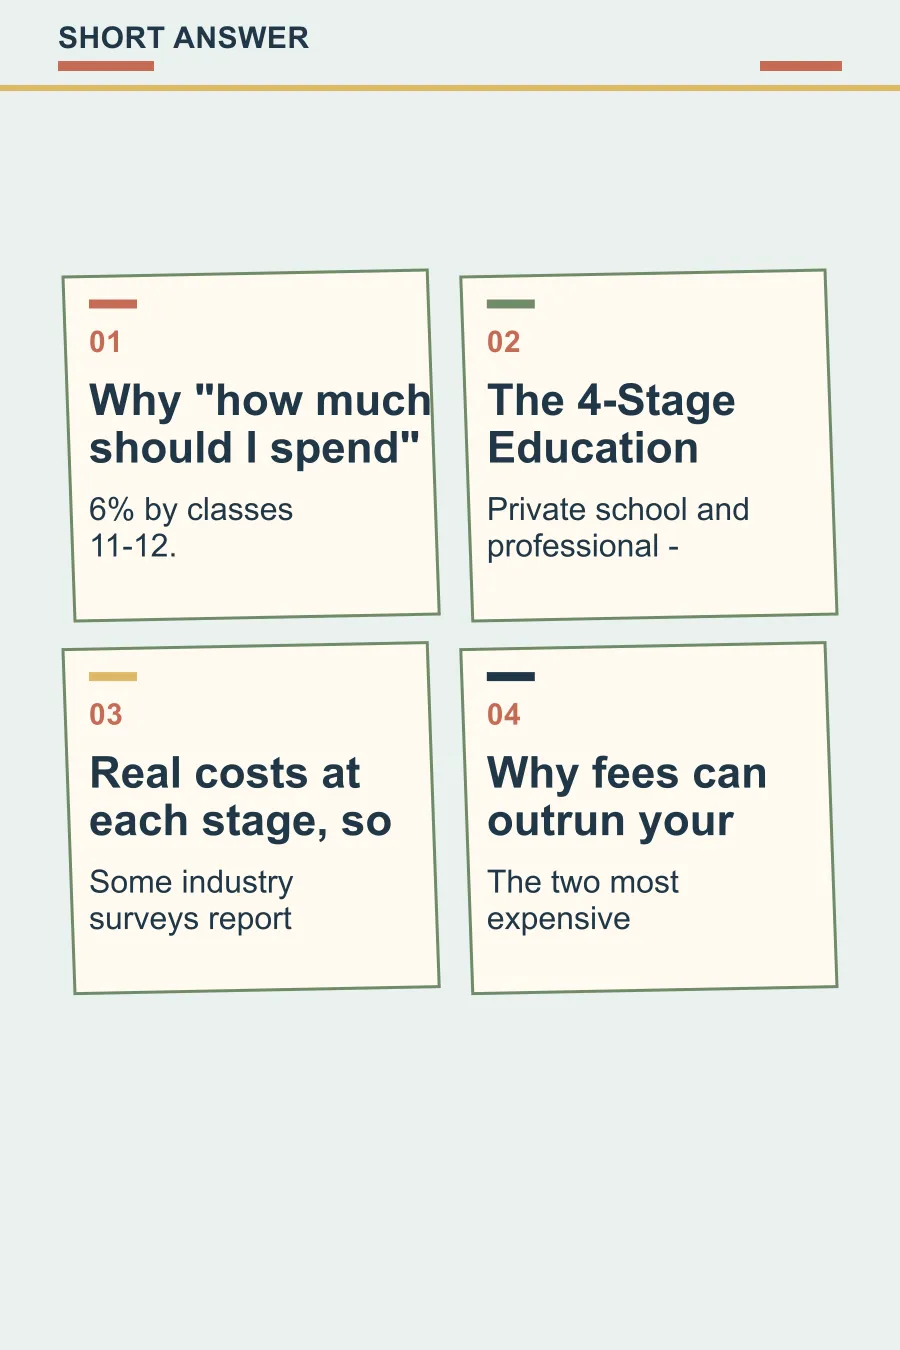 SHORT ANSWER
01
Why "how much
should I spend"
6% by classes
11-12.
02
The 4-Stage
Education
Private school and
professional -
03
Real costs at
each stage, so
Some industry
surveys report
04
Why fees can
outrun your
The two most
expensive